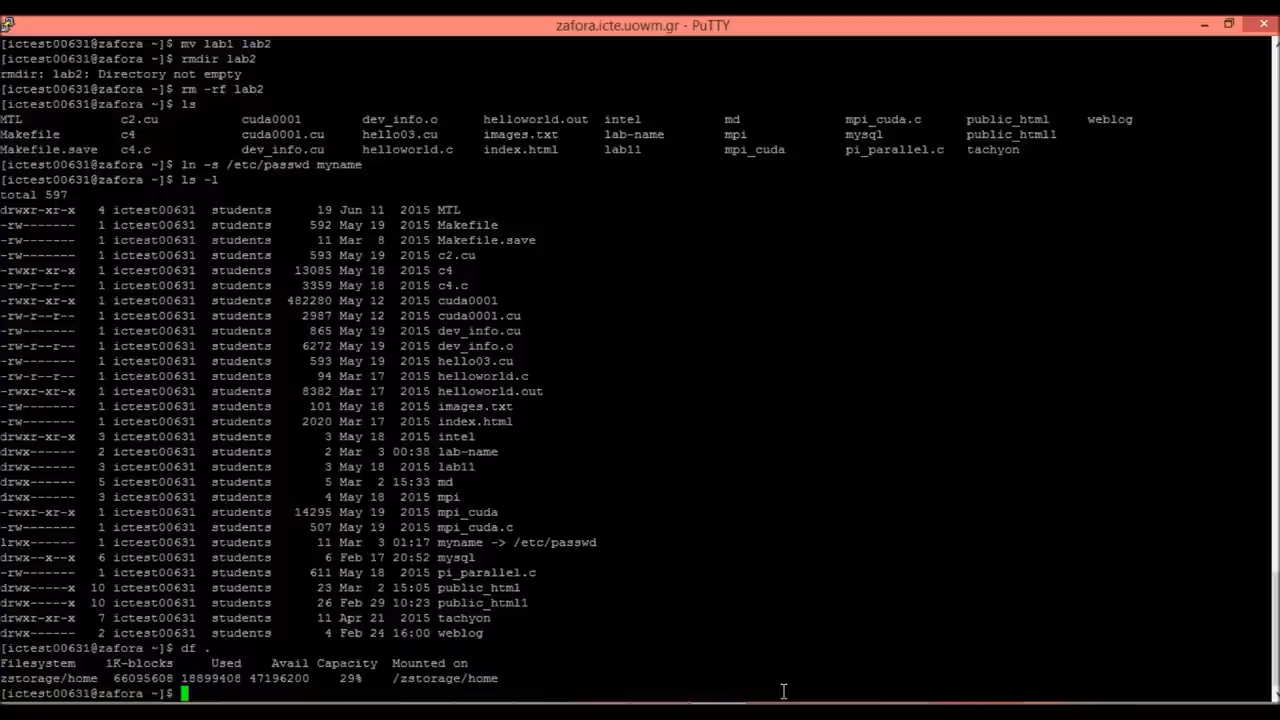 zafora.icte.uowm.gr - PuTTY
[ictest00631@zafora ~]$ mv lab1 lab2
[ictest00631@zafora ~]$ rmdir lab2
rmdir: lab2: Directory not empty
[ictest00631@zafora ~]$ rm -rf lab2
[ictest00631@zafora ~]$ ls
MTL c2.cu cuda0001 dev_info.o helloworld.out intel md mpi_cuda.c public_html weblog
Makefile c4 cuda0001.cu hello03.cu images.txt lab-name mpi mysql public_html1
Makefile.save c4.c dev_info.cu helloworld.c index.html lab11 mpi_cuda pi_parallel.c tachyon
[ictest00631@zafora ~]$ ln -s /etc/passwd myname
[ictest00631@zafora ~]$ ls -l
total 597
drwxr-xr-x 4 ictest00631 students 19 Jun 11 2015 MTL
-rw------- 1 ictest00631 students 592 May 19 2015 Makefile
-rw------- 1 ictest00631 students 11 Mar 8 2015 Makefile.save
-rw------- 1 ictest00631 students 593 May 19 2015 c2.cu
-rwxr-xr-x 1 ictest00631 students 13085 May 18 2015 c4
-rw-r--r-- 1 ictest00631 students 3359 May 18 2015 c4.c
-rwxr-xr-x 1 ictest00631 students 482280 May 12 2015 cuda0001
-rw-r--r-- 1 ictest00631 students 2987 May 12 2015 cuda0001.cu
-rw------- 1 ictest00631 students 865 May 19 2015 dev_info.cu
-rw-r--r-- 1 ictest00631 students 6272 May 19 2015 dev_info.o
-rw------- 1 ictest00631 students 593 May 19 2015 hello03.cu
-rw-r--r-- 1 ictest00631 students 94 Mar 17 2015 helloworld.c
-rwxr-xr-x 1 ictest00631 students 8382 Mar 17 2015 helloworld.out
-rw------- 1 ictest00631 students 101 May 18 2015 images.txt
-rw------- 1 ictest00631 students 2020 Mar 17 2015 index.html
drwxr-xr-x 3 ictest00631 students 3 May 18 2015 intel
drwx------ 2 ictest00631 students 2 Mar 3 00:38 lab-name
drwx------ 3 ictest00631 students 3 May 18 2015 lab11
drwx------ 5 ictest00631 students 5 Mar 2 15:33 md
drwx------ 3 ictest00631 students 4 May 18 2015 mpi
-rwxr-xr-x 1 ictest00631 students 14295 May 19 2015 mpi_cuda
-rw------- 1 ictest00631 students 507 May 19 2015 mpi_cuda.c
lrwx------ 1 ictest00631 students 11 Mar 3 01:17 myname -> /etc/passwd
drwx--x--x 6 ictest00631 students 6 Feb 17 20:52 mysql
-rw------- 1 ictest00631 students 611 May 18 2015 pi_parallel.c
drwx-----x 10 ictest00631 students 23 Mar 2 15:05 public_html
drwx-----x 10 ictest00631 students 26 Feb 29 10:23 public_html1
drwxr-xr-x 7 ictest00631 students 11 Apr 21 2015 tachyon
drwx------ 2 ictest00631 students 4 Feb 24 16:00 weblog
[ictest00631@zafora ~]$ df .
Filesystem 1K-blocks Used Avail Capacity Mounted on
zstorage/home 66095608 18899408 47196200 29% /zstorage/home
[ictest00631@zafora ~]$